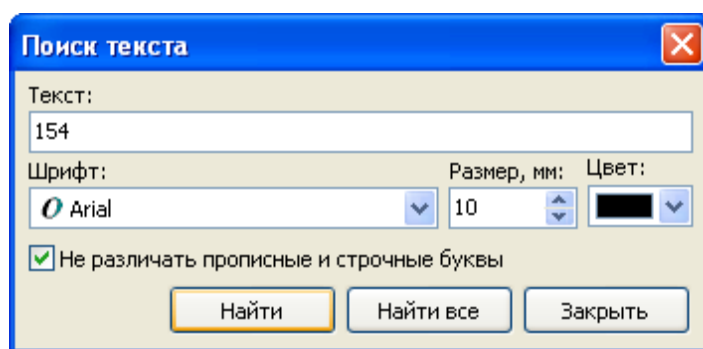 Поиск текста
Текст:
154
Шрифт: Размер, мм: Цвет:
O Arial 10
Не различать прописные и строчные буквы
Найти Найти все Закрыть